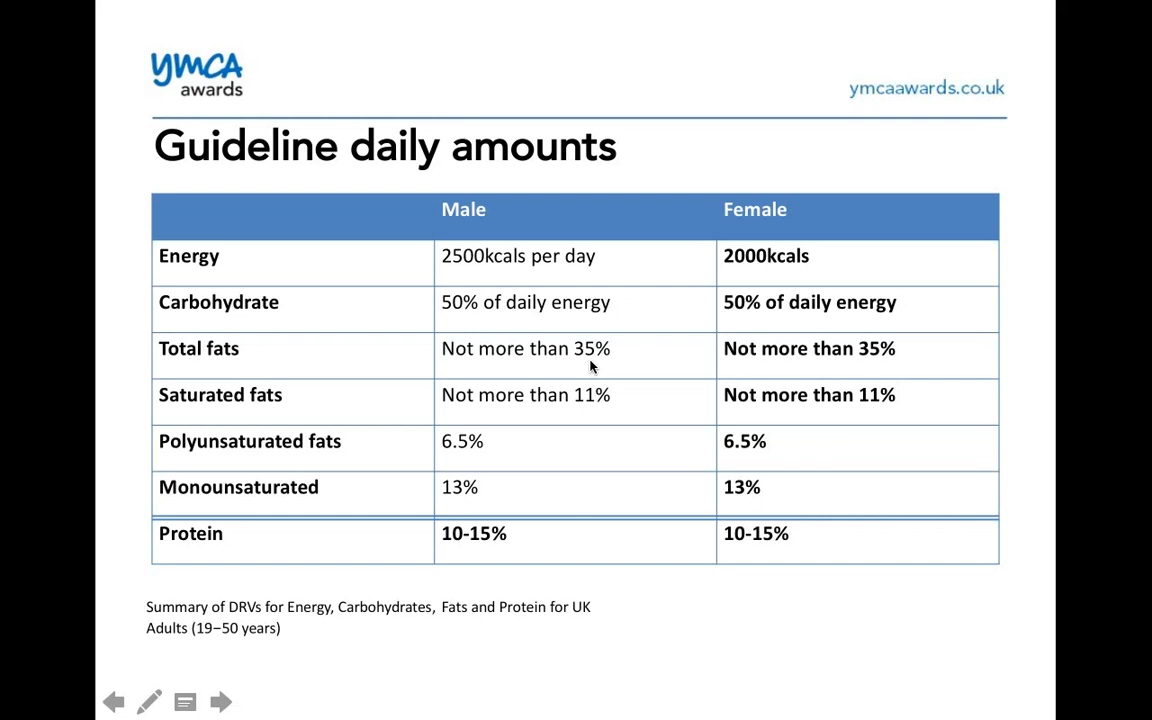 ymca
awards
ymcaawards.co.uk
Guideline daily amounts
Male Female
Energy 2500kcals per day 2000kcals
Carbohydrate 50% of daily energy 50% of daily energy
Total fats Not more than 35% Not more than 35%
Saturated fats Not more than 11% Not more than 11%
Polyunsaturated fats 6.5% 6.5%
Monounsaturated 13% 13%
Protein 10-15% 10-15%
Summary of DRVs for Energy, Carbohydrates, Fats and Protein for UK
Adults (19–50 years)